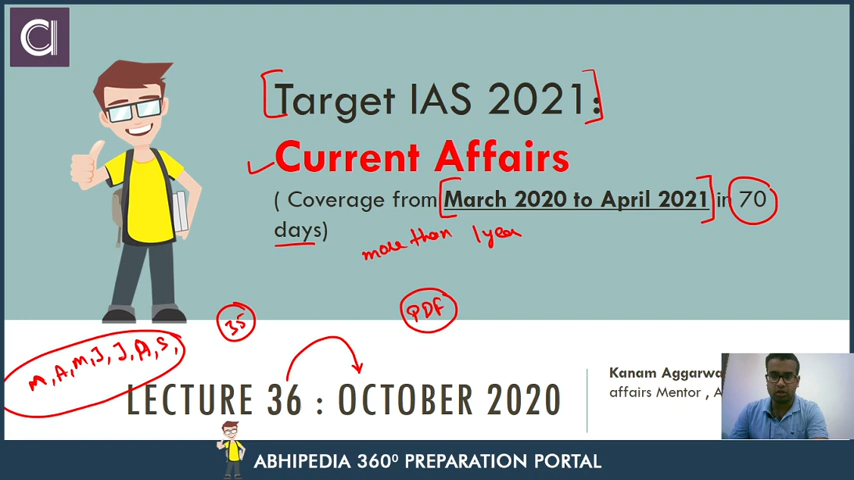 Target IAS 2021:
Current Affairs
( Coverage from March 2020 to April 2021 in 70
days)
more than 1 year
35
PDF
M, A, M, J, J, A, S,
LECTURE 36 : OCTOBER 2020
Kanam Aggarwa
affairs Mentor , A
ABHIPEDIA 360⁰ PREPARATION PORTAL